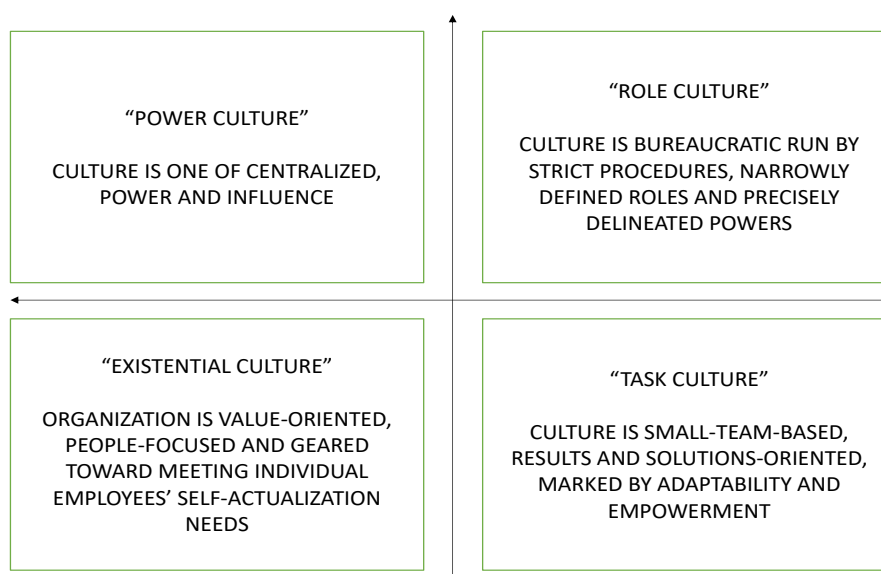 “POWER CULTURE”
CULTURE IS ONE OF CENTRALIZED,
POWER AND INFLUENCE
“ROLE CULTURE”
CULTURE IS BUREAUCRATIC RUN BY
STRICT PROCEDURES, NARROWLY
DEFINED ROLES AND PRECISELY
DELINEATED POWERS
“EXISTENTIAL CULTURE”
ORGANIZATION IS VALUE-ORIENTED,
PEOPLE-FOCUSED AND GEARED
TOWARD MEETING INDIVIDUAL
EMPLOYEES’ SELF-ACTUALIZATION
NEEDS
“TASK CULTURE”
CULTURE IS SMALL-TEAM-BASED,
RESULTS AND SOLUTIONS-ORIENTED,
MARKED BY ADAPTABILITY AND
EMPOWERMENT